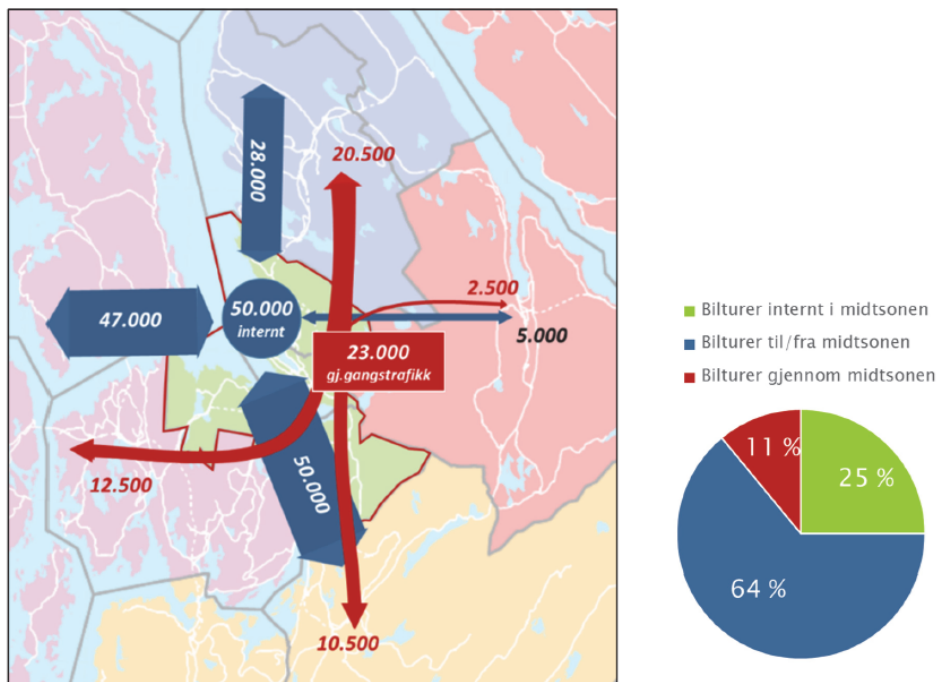 28.000
20.500
2.500
47.000
50.000
internt
5.000
23.000
gj.gangstrafikk
50.000
12.500
10.500
Bilturer internt i midtsonen
Bilturer til/fra midtsonen
Bilturer gjennom midtsonen
11 %
25 %
64 %